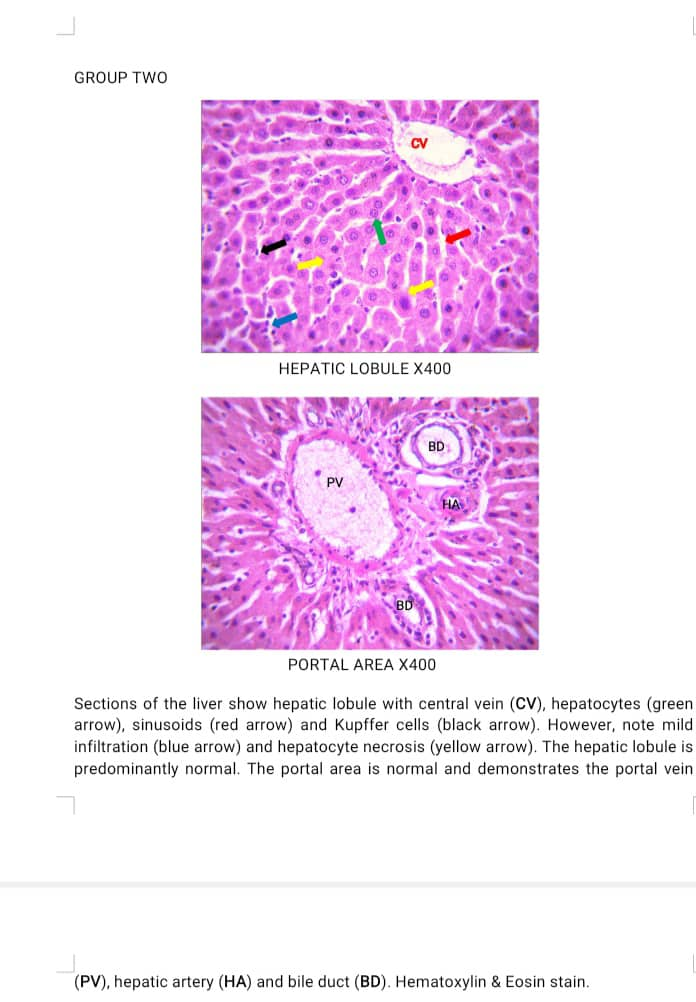 GROUP TWO
CV
HEPATIC LOBULE X400
BD
PV
HA
BD
PORTAL AREA X400
Sections of the liver show hepatic lobule with central vein (CV), hepatocytes (green
arrow), sinusoids (red arrow) and Kupffer cells (black arrow). However, note mild
infiltration (blue arrow) and hepatocyte necrosis (yellow arrow). The hepatic lobule is
predominantly normal. The portal area is normal and demonstrates the portal vein
(PV), hepatic artery (HA) and bile duct (BD). Hematoxylin & Eosin stain.